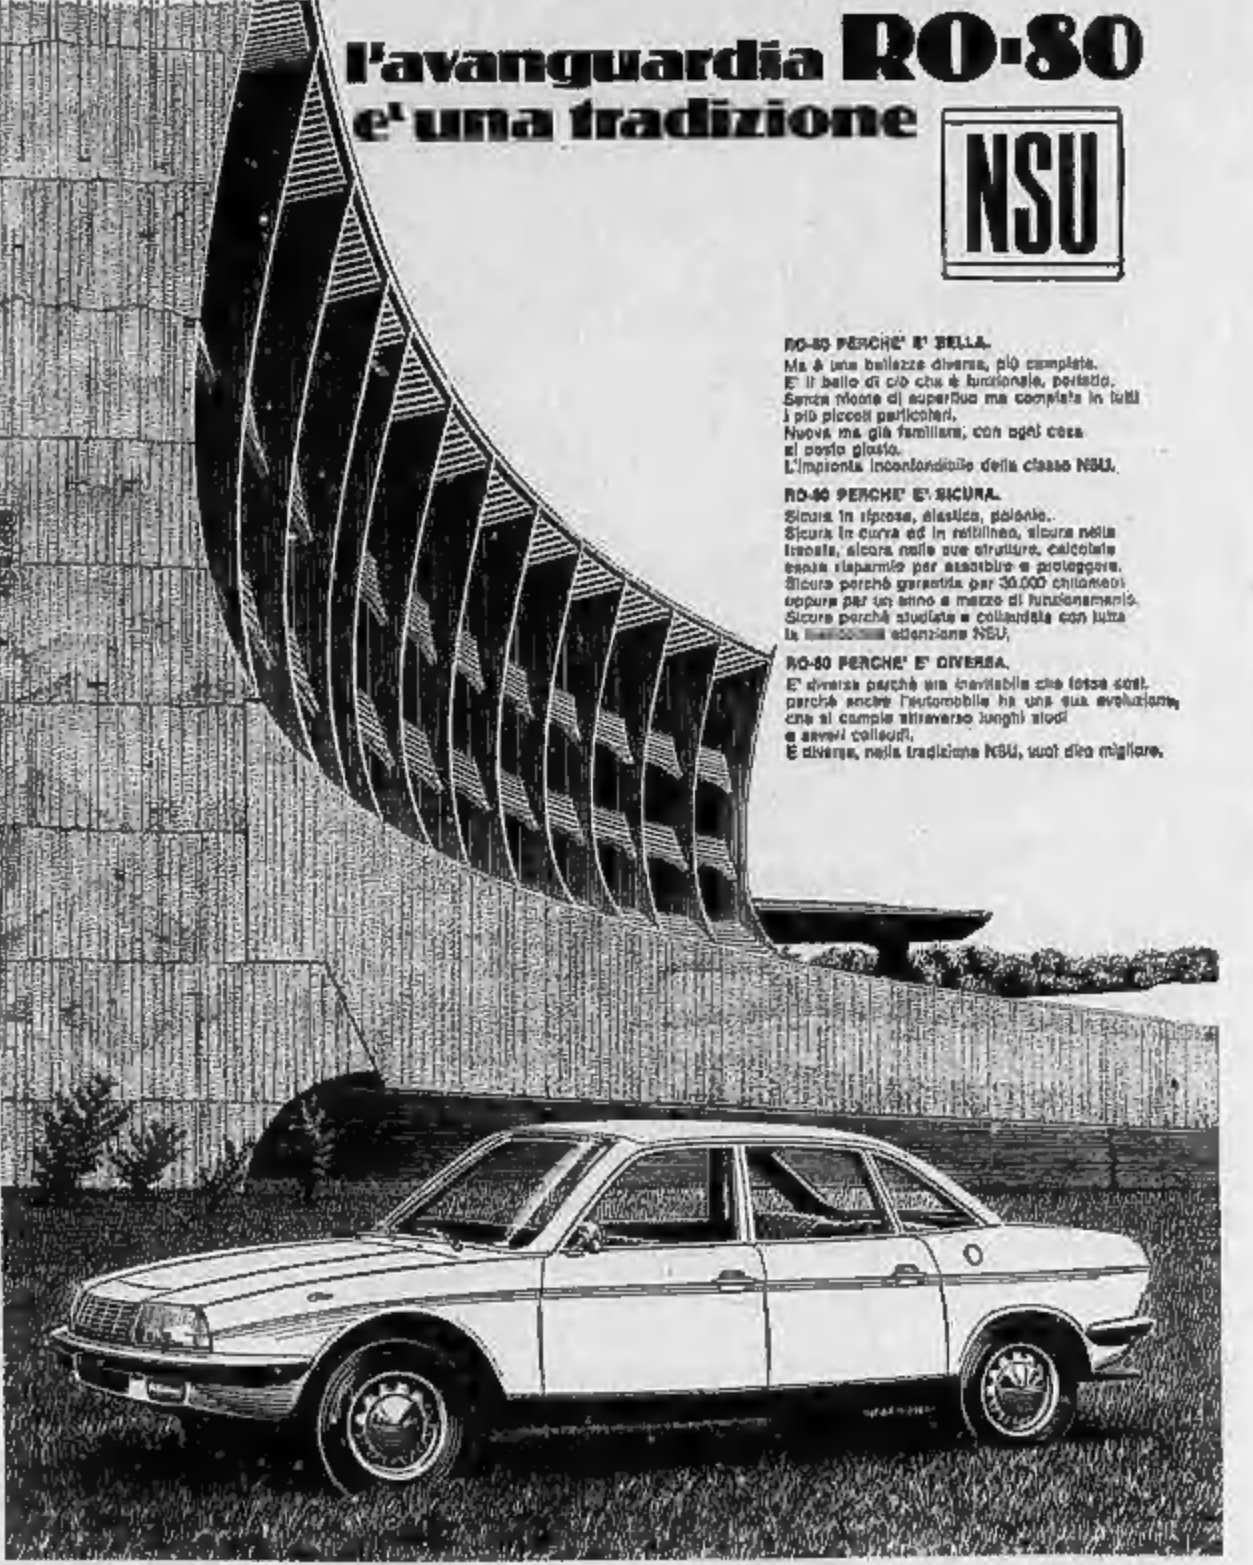 l'avanguardia RO·80
e' una tradizione
NSU
RO-80 PERCHE' E' BELLA.
Ma è una bellezza diversa, più completa.
E' il bello di ciò che è funzionale, perfetto.
Senza niente di superfluo ma completa in tutti
i più piccoli particolari.
Nuova ma già familiare, con ogni cosa
al posto giusto.
L'impronta inconfondibile della classe NSU.
RO-80 PERCHE' E' SICURA.
Sicura in ripresa, elastica, potente.
Sicura in curva ed in rettilineo, sicura nella
frenata, sicura nelle sue strutture, calcolate
senza risparmio per assorbire e proteggere.
Sicura perchè garantita per 30.000 chilometri
oppure per un anno e mezzo di funzionamento.
Sicura perchè studiata e collaudata con tutta
la attenzione NSU.
RO-80 PERCHE' E' DIVERSA.
E' diversa perchè era inevitabile che fosse così,
perchè anche l'automobile ha una sua evoluzione,
che si compie attraverso lunghi studi
e severi collaudi.
E diversa, nella tradizione NSU, vuol dire migliore.